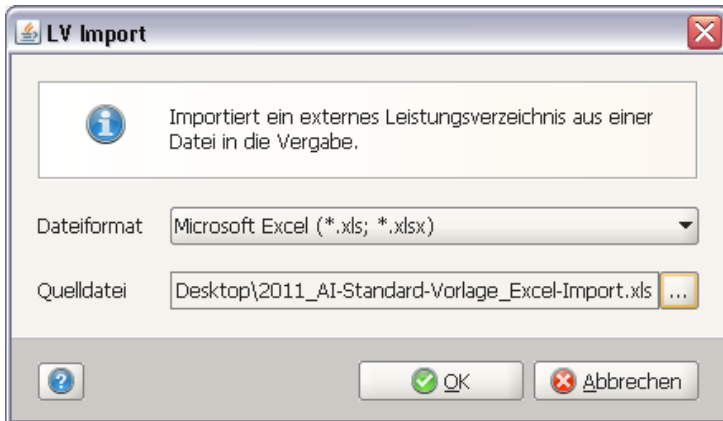 LV Import
Importiert ein externes Leistungsverzeichnis aus einer
Datei in die Vergabe.
Dateiformat Microsoft Excel (*.xls; *.xlsx)
Quelldatei Desktop\2011_AI-Standard-Vorlage_Excel-Import.xls ...
? OK Abbrechen